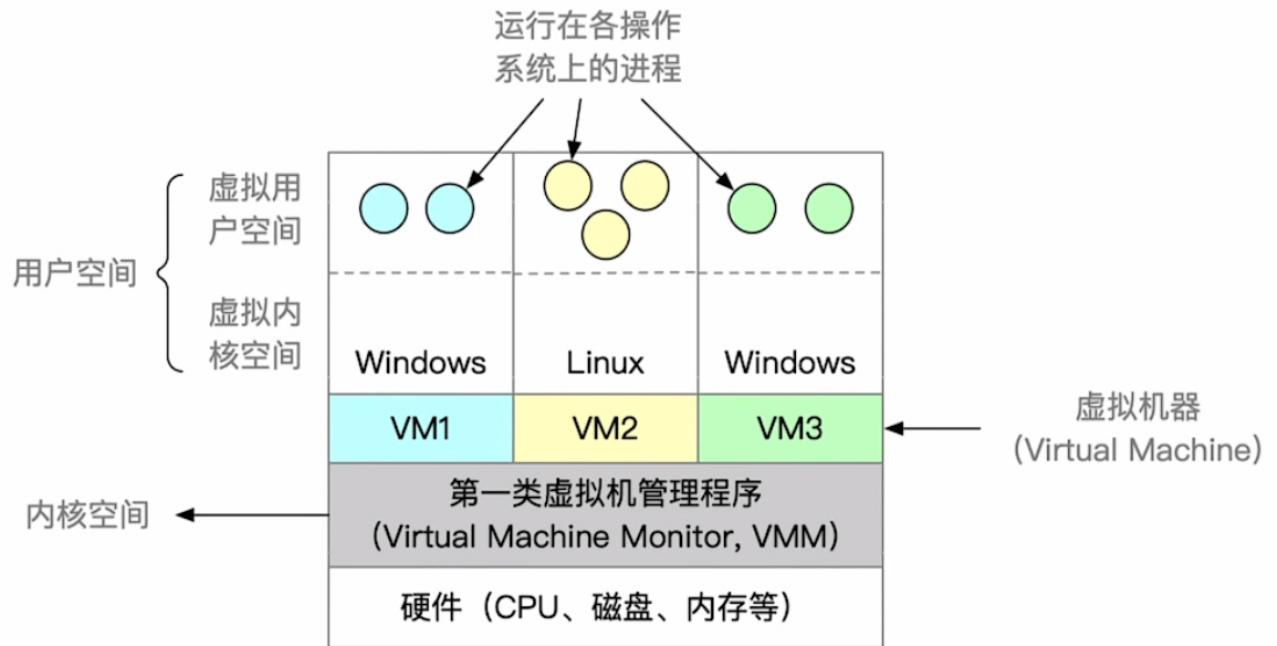 运行在各操作
系统上的进程
虚拟用
户空间
用户空间
虚拟内
核空间
Windows
Linux
Windows
VM1
VM2
VM3
虚拟机器
(Virtual Machine)
第一类虚拟机管理程序
(Virtual Machine Monitor, VMM)
内核空间
硬件（CPU、磁盘、内存等）